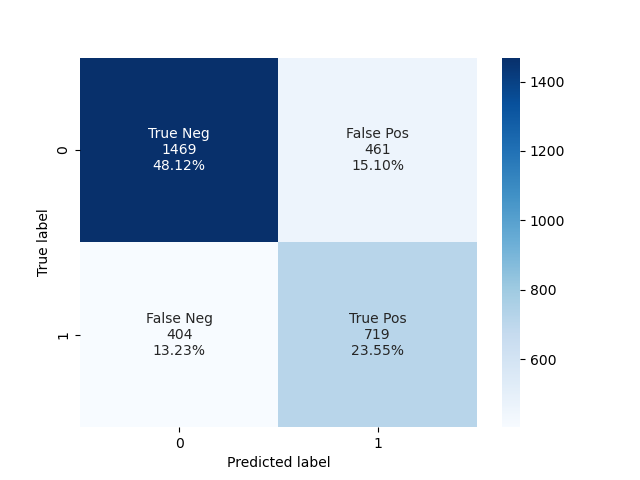 True Neg
1469
48.12%
False Pos
461
15.10%
False Neg
404
13.23%
True Pos
719
23.55%
0
1
True label
0
1
Predicted label
1400
1200
1000
800
600